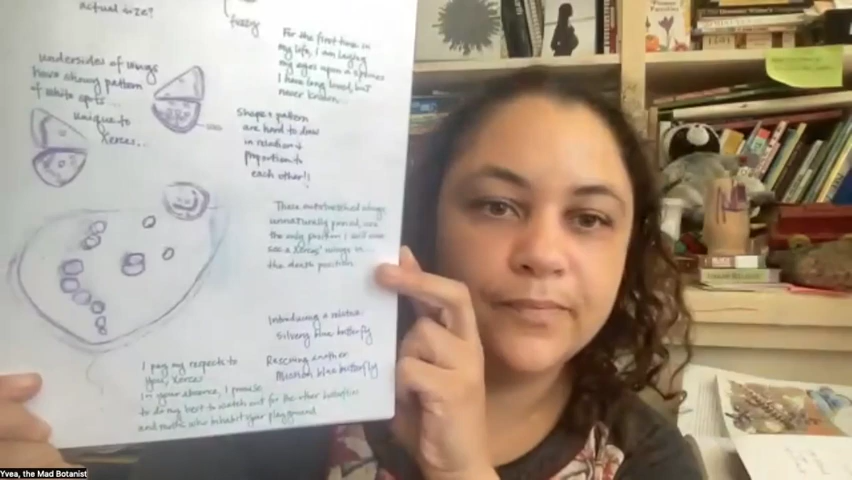 actual size?
fuzzy
For the first time in
my life, I am laying
my eyes upon a species
I have long loved, but
never known...
undersides of wings
have showy pattern
of white spots...
unique to
Xerces...
Shape & pattern
are hard to draw
in relation &
proportion to
each other!!
These outstretched wings
unnaturally pinned, are
the only position I will ever
see a Xerces' wings in
the death position
Introducing a relative
Silvery blue butterfly
Rescuing another
Mission blue butterfly
I pay my respects to
you, Xerces
In your absence, I promise
to do my best to watch out for the other butterflies
and moths who inhabit your playground
Yvea, the Mad Botanist